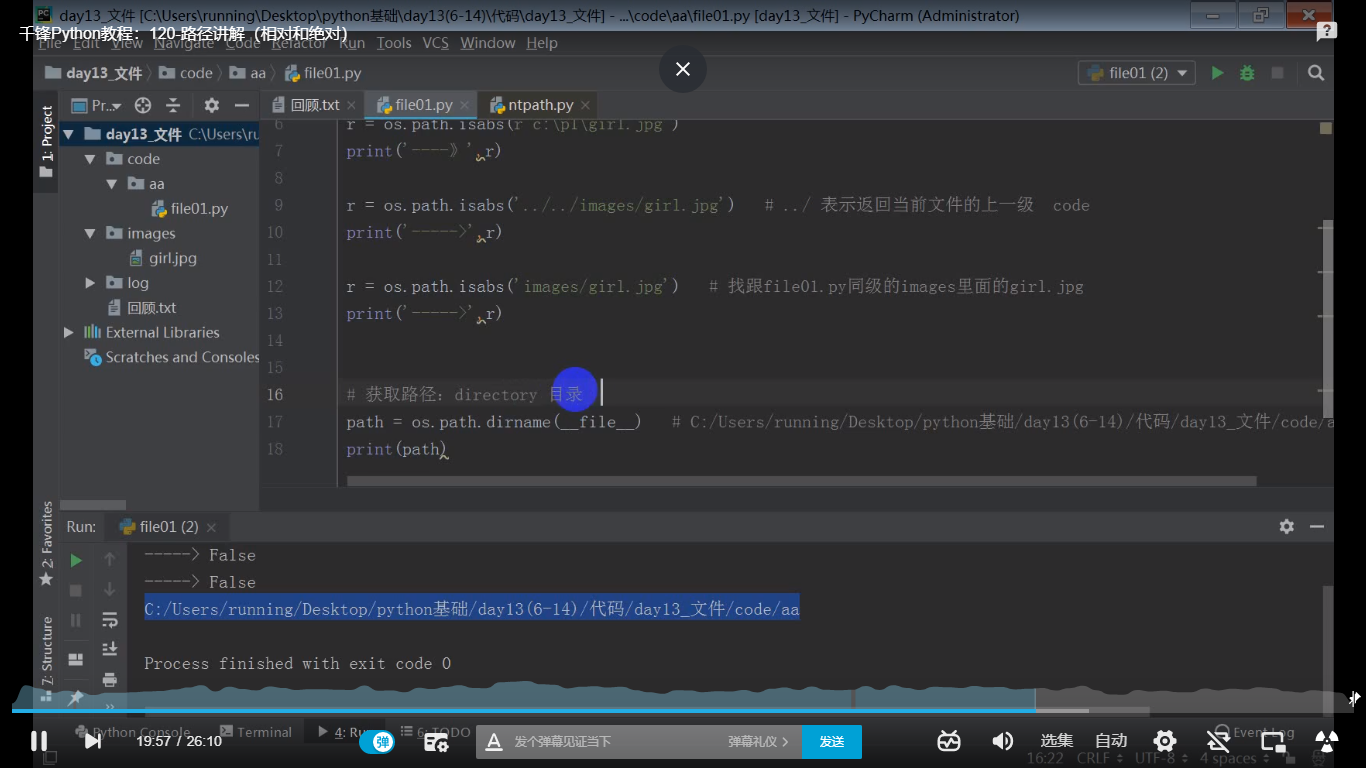 day13_文件 [C:\Users\running\Desktop\python基础\day13(6-14)\代码\day13_文件] - ...\code\aa\file01.py [day13_文件] - PyCharm (Administrator)
千锋Python教程：120-路径讲解（相对和绝对）
File Edit View Navigate Code Refactor Run Tools VCS Window Help
day13_文件 code aa file01.py
file01 (2)
1: Project
Pr...
回顾.txt
file01.py
ntpath.py
day13_文件 C:\Users\ru
code
aa
file01.py
images
girl.jpg
log
回顾.txt
External Libraries
Scratches and Consoles
6 r = os.path.isabs(r'c:\p1\girl.jpg')
7 print('----》',r)
8
9 r = os.path.isabs('../../images/girl.jpg') # ../ 表示返回当前文件的上一级 code
10 print('----->',r)
11
12 r = os.path.isabs('images/girl.jpg') # 找跟file01.py同级的images里面的girl.jpg
13 print('----->',r)
14
15
16 # 获取路径：directory 目录
17 path = os.path.dirname(__file__) # C:/Users/running/Desktop/python基础/day13(6-14)/代码/day13_文件/code/a
18 print(path)
2: Favorites
7: Structure
Run: file01 (2)
-----> False
-----> False
C:/Users/running/Desktop/python基础/day13(6-14)/代码/day13_文件/code/aa
Process finished with exit code 0
Python Console
Terminal
4: Ru
6: TODO
Event Log
19:57 / 26:10
弹
发个弹幕见证当下
弹幕礼仪 >
发送
选集
自动
16:22 CRLF UTF-8 4 spaces